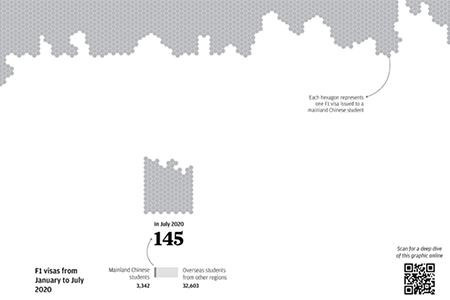 Each hexagon represents
one F1 visa issued to a
mainland Chinese student
In July 2020
145
Mainland Chinese
students
3,342
Overseas students
from other regions
32,603
F1 visas from
January to July
2020
Scan for a deep dive
of this graphic online